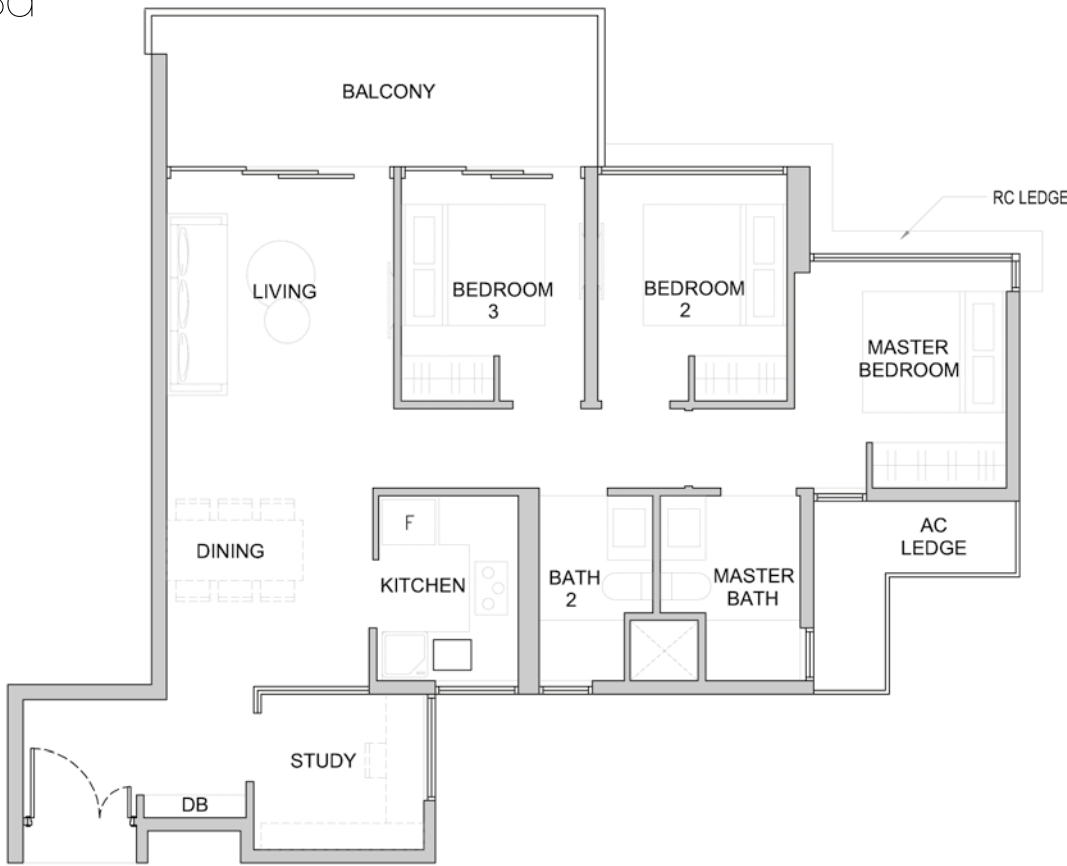 BALCONY
RC LEDGE
LIVING
BEDROOM
3
BEDROOM
2
MASTER
BEDROOM
F
DINING
KITCHEN
BATH
2
MASTER
BATH
AC
LEDGE
STUDY
DB